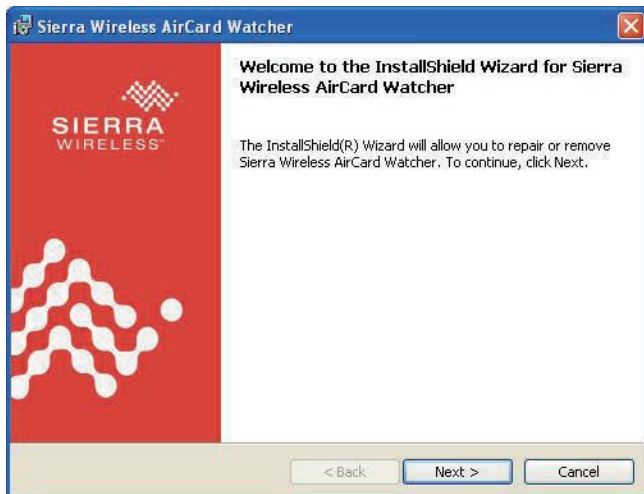 Sierra Wireless AirCard Watcher
SIERRA
WIRELESS™
Welcome to the InstallShield Wizard for Sierra
Wireless AirCard Watcher
The InstallShield(R) Wizard will allow you to repair or remove
Sierra Wireless AirCard Watcher. To continue, click Next.
< Back
Next >
Cancel